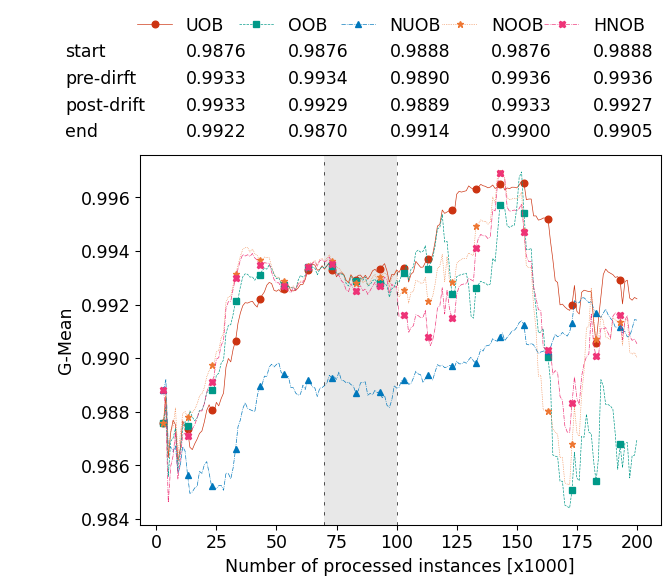 UOB OOB NUOB NOOB HNOB
start 0.9876 0.9876 0.9888 0.9876 0.9888
pre-dirft 0.9933 0.9934 0.9890 0.9936 0.9936
post-drift 0.9933 0.9929 0.9889 0.9933 0.9927
end 0.9922 0.9870 0.9914 0.9900 0.9905
0.996
0.994
0.992
0.990
0.988
0.986
0.984
G-Mean
0 25 50 75 100 125 150 175 200
Number of processed instances [x1000]